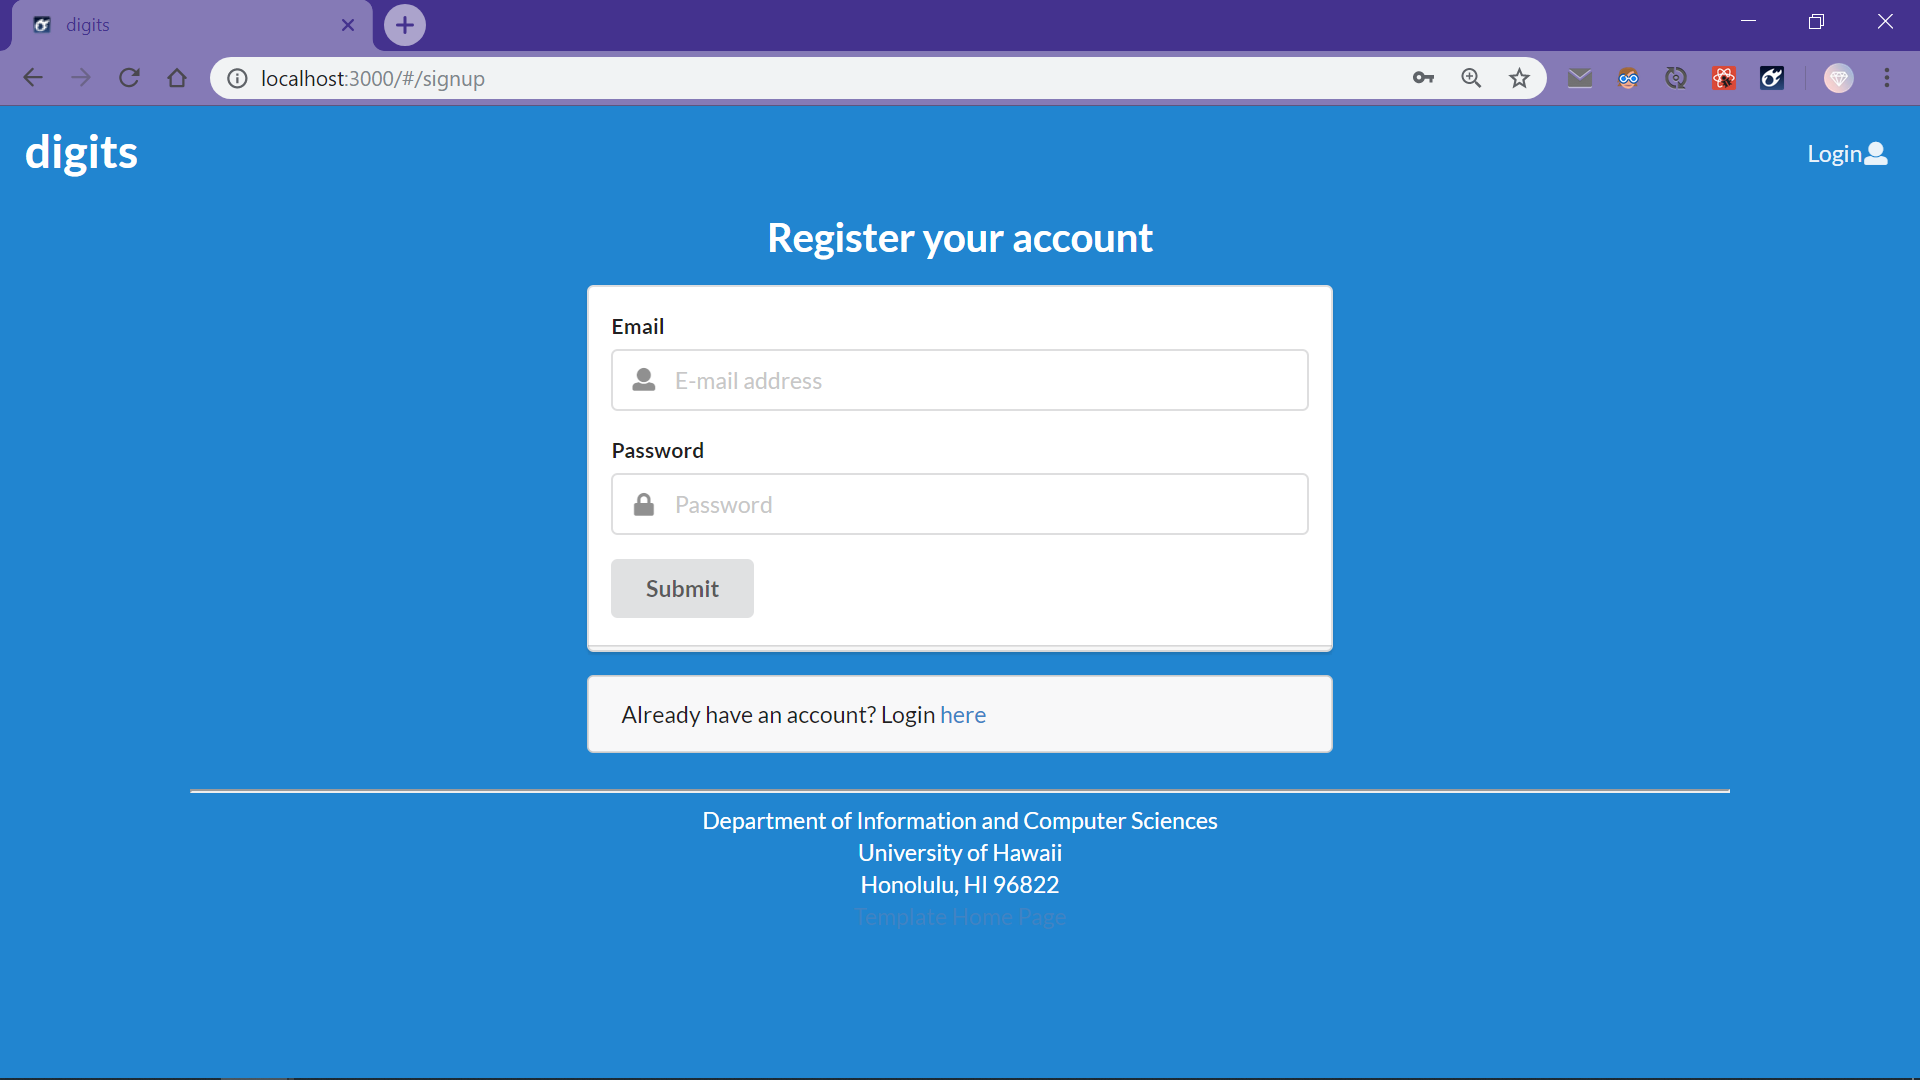 digits
localhost:3000/#/signup
digits
Login
Register your account
Email
E-mail address
Password
Password
Submit
Already have an account? Login here
Department of Information and Computer Sciences
University of Hawaii
Honolulu, HI 96822
Template Home Page